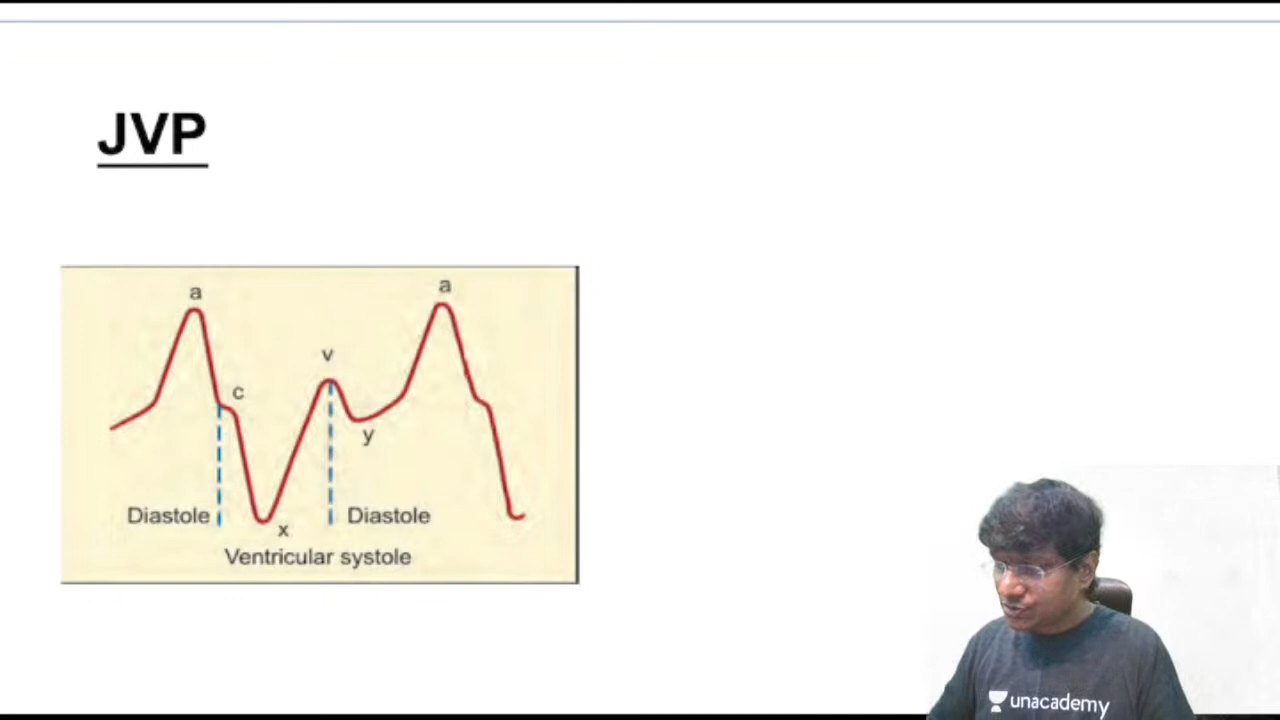 JVP
a
a
v
c
y
Diastole
Diastole
x
Ventricular systole
unacademy